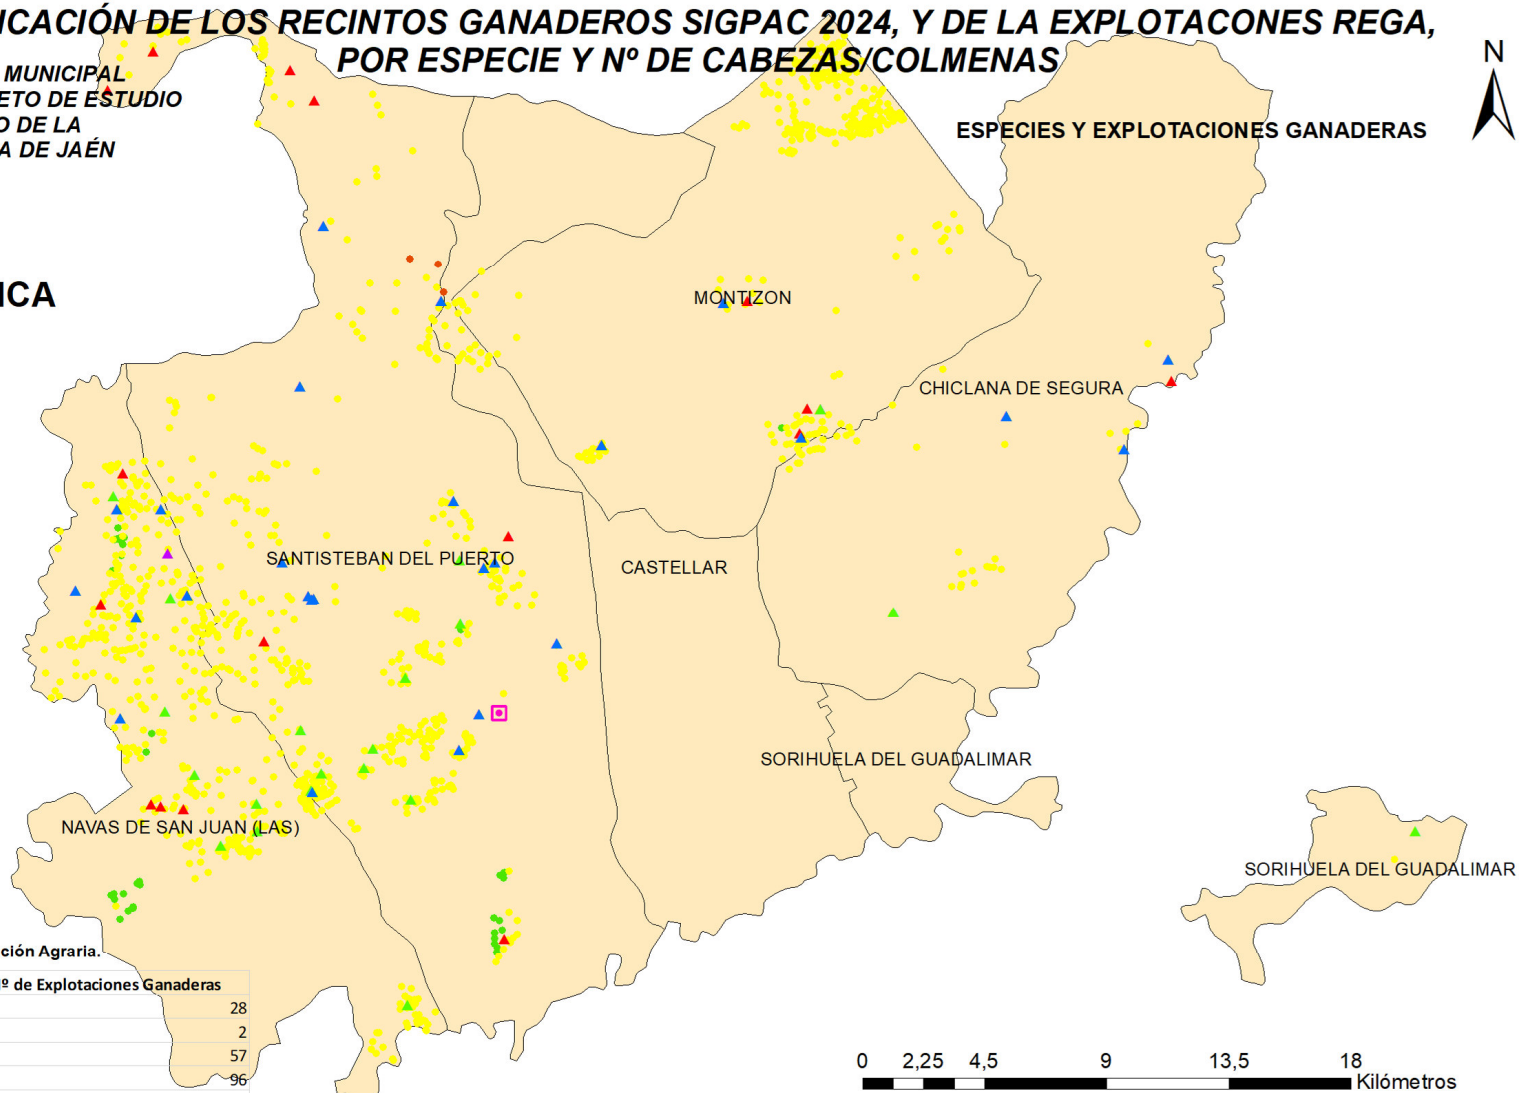 ICACIÓN DE LOS RECINTOS GANADEROS SIGPAC 2024, Y DE LA EXPLOTACONES REGA,
POR ESPECIE Y Nº DE CABEZAS/COLMENAS
MUNICIPAL
ETO DE ESTUDIO
O DE LA
A DE JAÉN
N
ESPECIES Y EXPLOTACIONES GANADERAS
ICA
MONTIZON
CHICLANA DE SEGURA
SANTISTEBAN DEL PUERTO
CASTELLAR
SORIHUELA DEL GUADALIMAR
NAVAS DE SAN JUAN (LAS)
SORIHUELA DEL GUADALIMAR
ción Agraria.
º de Explotaciones Ganaderas
28
2
57
96
0 2,25 4,5 9 13,5 18
Kilómetros